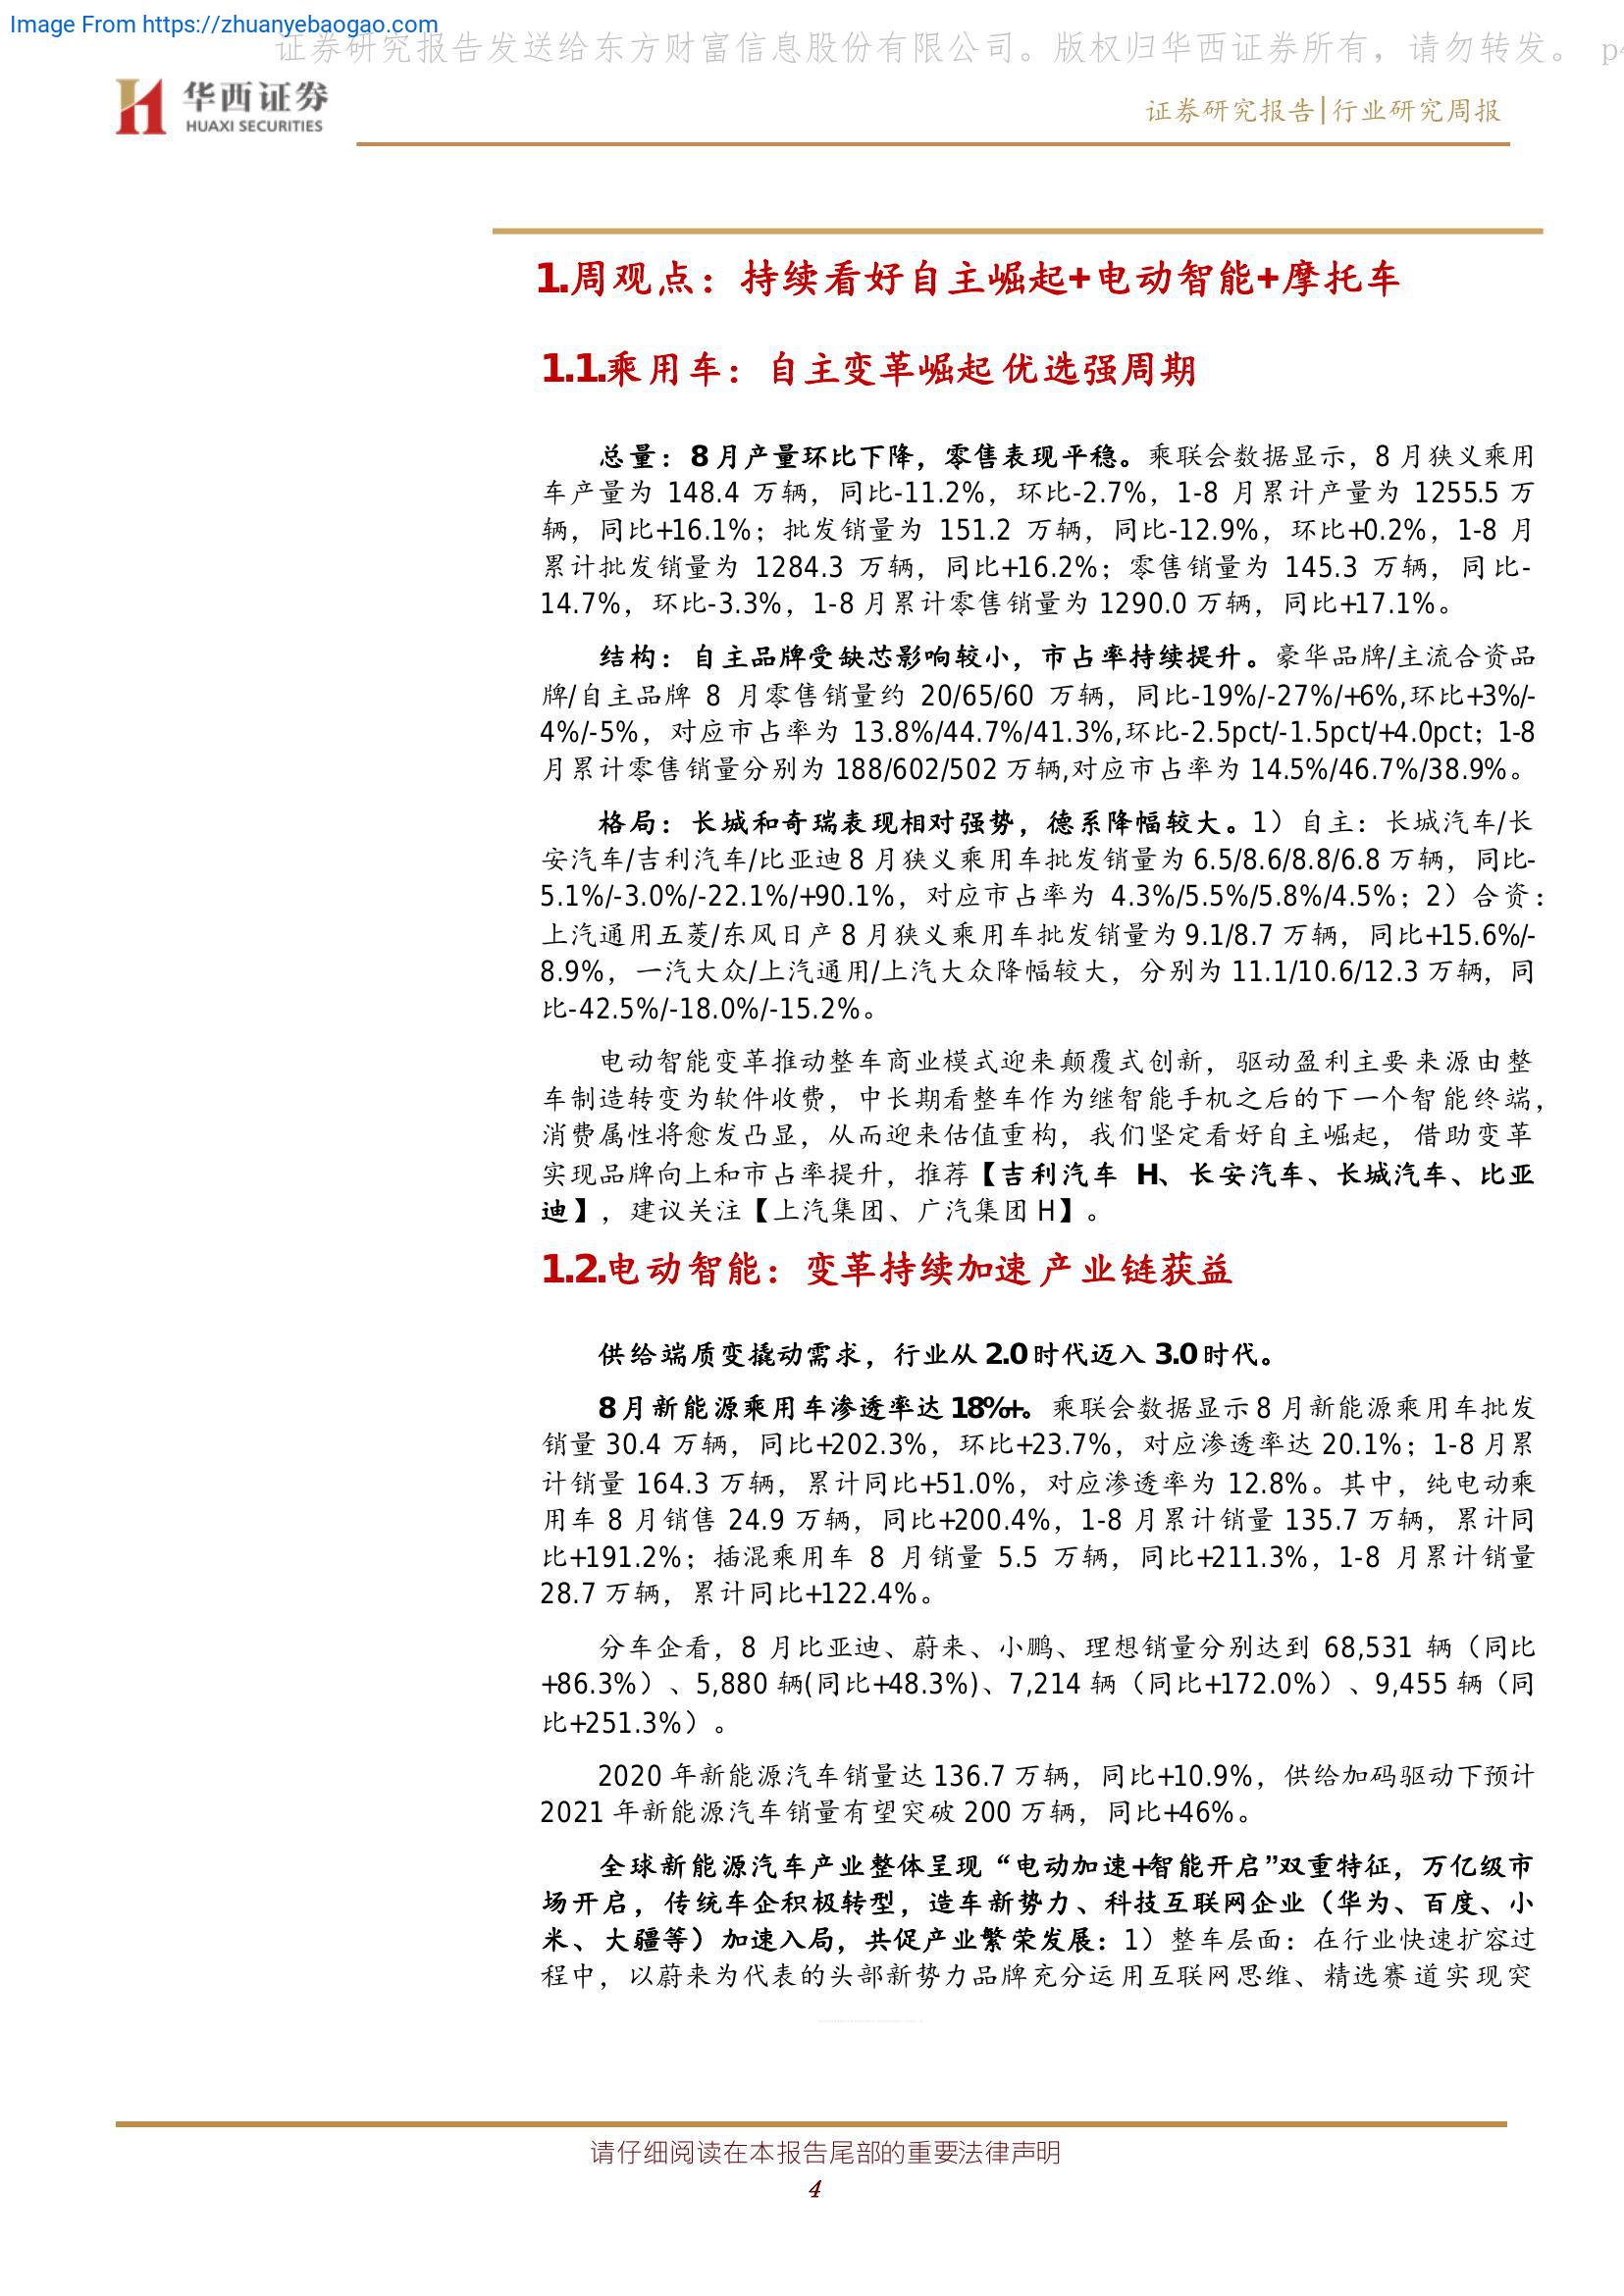 Image From https://zhuanyebaogao.com
证券研究报告发送给东方财富信息股份有限公司。版权归华西证券所有，请勿转发。 p4
华西证券
HUAXI SECURITIES
证券研究报告|行业研究周报
1.周观点：持续看好自主崛起+电动智能+摩托车
1.1.乘用车：自主变革崛起 优选强周期
总量：8 月产量环比下降，零售表现平稳。乘联会数据显示，8 月狭义乘用
车产量为 148.4 万辆，同比-11.2%，环比-2.7%，1-8 月累计产量为 1255.5 万
辆，同比+16.1%；批发销量为 151.2 万辆，同比-12.9%，环比+0.2%，1-8 月
累计批发销量为 1284.3 万辆，同比+16.2%；零售销量为 145.3 万辆，同比-
14.7%，环比-3.3%，1-8 月累计零售销量为 1290.0 万辆，同比+17.1%。
结构：自主品牌受缺芯影响较小，市占率持续提升。豪华品牌/主流合资品
牌/自主品牌 8 月零售销量约 20/65/60 万辆，同比-19%/-27%/+6%,环比+3%/-
4%/-5%，对应市占率为 13.8%/44.7%/41.3%,环比-2.5pct/-1.5pct/+4.0pct；1-8
月累计零售销量分别为 188/602/502 万辆,对应市占率为 14.5%/46.7%/38.9%。
格局：长城和奇瑞表现相对强势，德系降幅较大。1）自主：长城汽车/长
安汽车/吉利汽车/比亚迪 8 月狭义乘用车批发销量为 6.5/8.6/8.8/6.8 万辆，同比-
5.1%/-3.0%/-22.1%/+90.1%，对应市占率为 4.3%/5.5%/5.8%/4.5%；2）合资：
上汽通用五菱/东风日产 8 月狭义乘用车批发销量为 9.1/8.7 万辆，同比+15.6%/-
8.9%，一汽大众/上汽通用/上汽大众降幅较大，分别为 11.1/10.6/12.3 万辆，同
比-42.5%/-18.0%/-15.2%。
电动智能变革推动整车商业模式迎来颠覆式创新，驱动盈利主要来源由整
车制造转变为软件收费，中长期看整车作为继智能手机之后的下一个智能终端，
消费属性将愈发凸显，从而迎来估值重构，我们坚定看好自主崛起，借助变革
实现品牌向上和市占率提升，推荐【吉利汽车 H、长安汽车、长城汽车、比亚
迪】，建议关注【上汽集团、广汽集团 H】。
1.2.电动智能：变革持续加速 产业链获益
供给端质变撬动需求，行业从 2.0 时代迈入 3.0 时代。
8 月新能源乘用车渗透率达 18%+。乘联会数据显示 8 月新能源乘用车批发
销量 30.4 万辆，同比+202.3%，环比+23.7%，对应渗透率达 20.1%；1-8 月累
计销量 164.3 万辆，累计同比+51.0%，对应渗透率为 12.8%。其中，纯电动乘
用车 8 月销售 24.9 万辆，同比+200.4%，1-8 月累计销量 135.7 万辆，累计同
比+191.2%；插混乘用车 8 月销量 5.5 万辆，同比+211.3%，1-8 月累计销量
28.7 万辆，累计同比+122.4%。
分车企看，8 月比亚迪、蔚来、小鹏、理想销量分别达到 68,531 辆（同比
+86.3%）、5,880 辆(同比+48.3%)、7,214 辆（同比+172.0%）、9,455 辆（同
比+251.3%）。
2020 年新能源汽车销量达 136.7 万辆，同比+10.9%，供给加码驱动下预计
2021 年新能源汽车销量有望突破 200 万辆，同比+46%。
全球新能源汽车产业整体呈现“电动加速+智能开启”双重特征，万亿级市
场开启，传统车企积极转型，造车新势力、科技互联网企业（华为、百度、小
米、大疆等）加速入局，共促产业繁荣发展：1）整车层面：在行业快速扩容过
程中，以蔚来为代表的头部新势力品牌充分运用互联网思维、精选赛道实现突
请仔细阅读在本报告尾部的重要法律声明
4